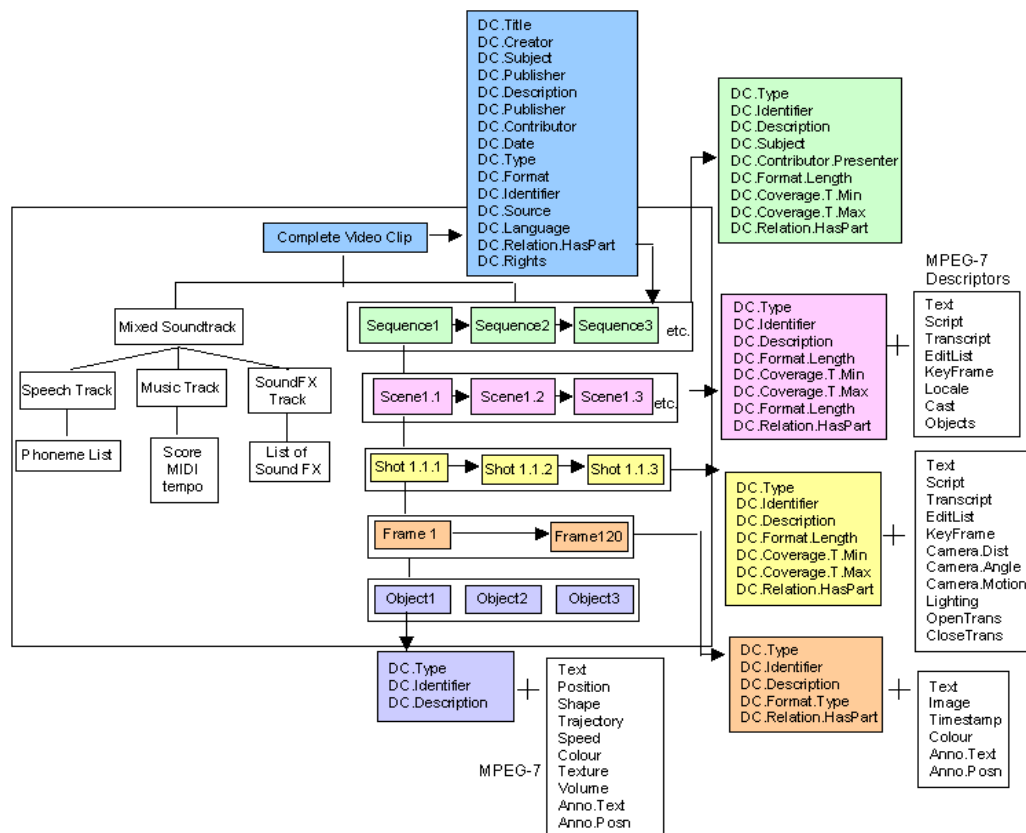 DC.Title
DC.Creator
DC.Subject
DC.Publisher
DC.Description
DC.Publisher
DC.Contributor
DC.Date
DC.Type
DC.Format
DC.Identifier
DC.Source
DC.Language
DC.Relation.HasPart
DC.Rights
DC.Type
DC.Identifier
DC.Description
DC.Subject
DC.Contributor.Presenter
DC.Format.Length
DC.Coverage.T.Min
DC.Coverage.T.Max
DC.Relation.HasPart
Complete Video Clip
Mixed Soundtrack
Speech Track
Music Track
SoundFX
Track
Phoneme List
Score
MIDI
tempo
List of
Sound FX
Sequence1
Sequence2
Sequence3
etc.
Scene1.1
Scene1.2
Scene1.3
etc.
Shot 1.1.1
Shot 1.1.2
Shot 1.1.3
Frame 1
Frame120
Object1
Object2
Object3
MPEG-7
Descriptors
DC.Type
DC.Identifier
DC.Description
DC.Format.Length
DC.Coverage.T.Min
DC.Coverage.T.Max
DC.Format.Length
DC.Relation.HasPart
Text
Script
Transcript
EditList
KeyFrame
Locale
Cast
Objects
DC.Type
DC.Identifier
DC.Description
DC.Format.Length
DC.Coverage.T.Min
DC.Coverage.T.Max
DC.Relation.HasPart
Text
Script
Transcript
EditList
KeyFrame
Camera.Dist
Camera.Angle
Camera.Motion
Lighting
OpenTrans
CloseTrans
DC.Type
DC.Identifier
DC.Description
DC.Format.Type
DC.Relation.HasPart
Text
Image
Timestamp
Colour
Anno.Text
Anno.Posn
DC.Type
DC.Identifier
DC.Description
MPEG-7
Text
Position
Shape
Trajectory
Speed
Colour
Texture
Volume
Anno.Text
Anno.Posn